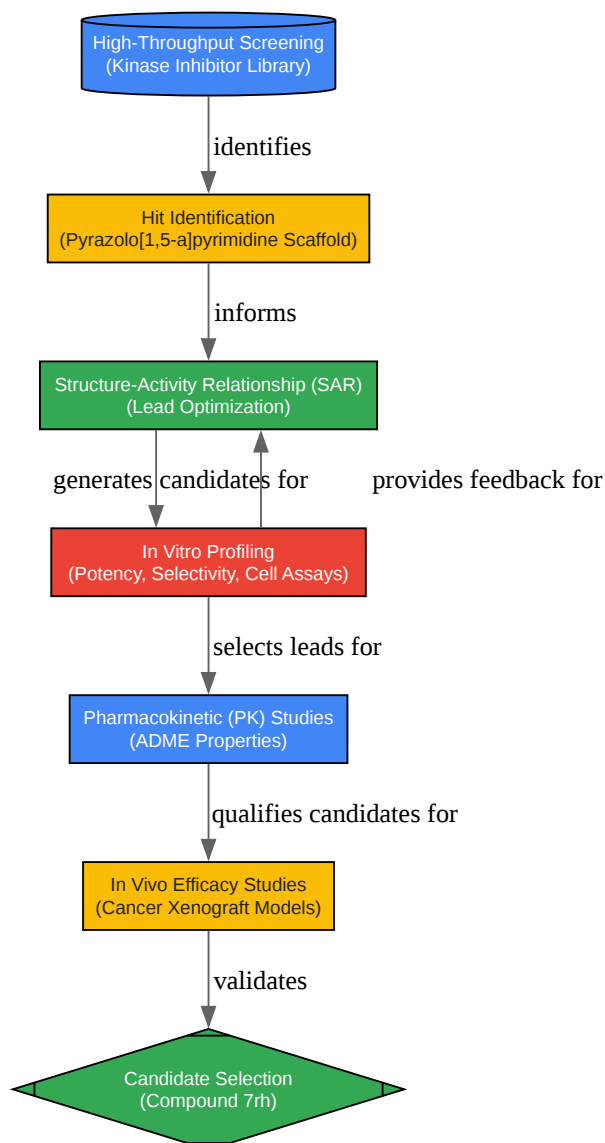 High-Throughput Screening
(Kinase Inhibitor Library)
identifies
Hit Identification
(Pyrazolo[1,5-a]pyrimidine Scaffold)
informs
Structure-Activity Relationship (SAR)
(Lead Optimization)
generates candidates for
provides feedback for
In Vitro Profiling
(Potency, Selectivity, Cell Assays)
selects leads for
Pharmacokinetic (PK) Studies
(ADME Properties)
qualifies candidates for
In Vivo Efficacy Studies
(Cancer Xenograft Models)
validates
Candidate Selection
(Compound 7rh)